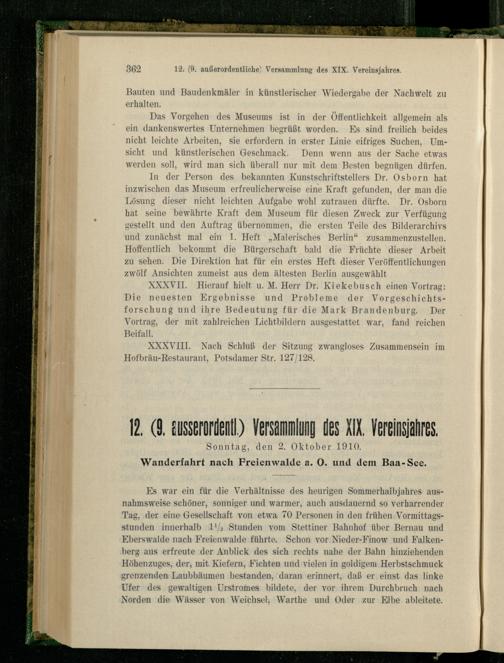 362 12. (9. außerordentliche) Versammlung des XIX. Vereinsjahres.
Bauten und Baudenkmäler in künstlerischer Wiedergabe der Nachwelt zu
erhalten.
Das Vorgehen des Museums ist in der Öffentlichkeit allgemein als
ein dankenswertes Unternehmen begrüßt worden. Es sind freilich beides
nicht leichte Arbeiten, sie erfordern in erster Linie eifriges Suchen, Um-
sicht und künstlerischen Geschmack. Denn wenn aus der Sache etwas
werden soll, wird man sich überall nur mit dem Besten begnügen dürfen.
In der Person des bekannten Kunstschriftstellers Dr. Osborn hat
inzwischen das Museum erfreulicherweise eine Kraft gefunden, der man die
Lösung dieser nicht leichten Aufgabe wohl zutrauen dürfte. Dr. Osborn
hat seine bewährte Kraft dem Museum für diesen Zweck zur Verfügung
gestellt und den Auftrag übernommen, die ersten Teile des Bilderarchivs
und zunächst mal ein 1. Heft „Malerisches Berlin“ zusammenzustellen.
Hoffentlich bekommt die Bürgerschaft bald die Früchte dieser Arbeit
zu sehen. Die Direktion hat für ein erstes Heft dieser Veröffentlichungen
zwölf Ansichten zumeist aus dem ältesten Berlin ausgewählt
XXXVII. Hierauf hielt u. M. Herr Dr. Kiekebusch einen Vortrag:
Die neuesten Ergebnisse und Probleme der Vorgeschichts-
forschung und ihre Bedeutung für die Mark Brandenburg. Der
Vortrag, der mit zahlreichen Lichtbildern ausgestattet war, fand reichen
Beifall.
XXXVIII. Nach Schluß der Sitzung zwangloses Zusammensein im
Hofbräu-Restaurant, Potsdamer Str. 127/128.
12. (9. ausserordentl.) Versammlung des XIX. Vereinsjahres.
Sonntag, den 2. Oktober 1910.
Wanderfahrt nach Freienwalde a. O. und dem Baa-See.
Es war ein für die Verhältnisse des heurigen Sommerhalbjahres aus-
nahmsweise schöner, sonniger und warmer, auch ausdauernd so verharrender
Tag, der eine Gesellschaft von etwa 70 Personen in den frühen Vormittags-
stunden innerhalb 1½ Stunden vom Stettiner Bahnhof über Bernau und
Eberswalde nach Freienwalde führte. Schon vor Nieder-Finow und Falken-
berg aus erfreute der Anblick des sich rechts nahe der Bahn hinziehenden
Höhenzuges, der, mit Kiefern, Fichten und vielen in goldigem Herbstschmuck
grenzenden Laubbäumen bestanden, daran erinnert, daß er einst das linke
Ufer des gewaltigen Urstromes bildete, der vor ihrem Durchbruch nach
Norden die Wässer von Weichsel, Warthe und Oder zur Elbe ableitete.